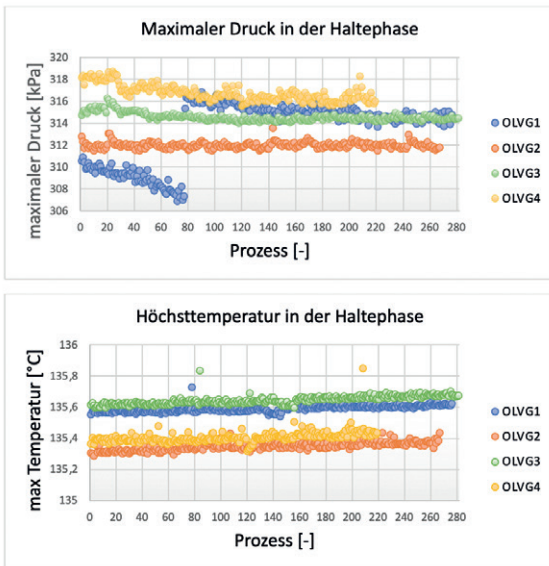 Maximaler Druck in der Haltephase
maximaler Druck [kPa]
320
318
316
314
312
310
308
306
0 20 40 60 80 100 120 140 160 180 200 220 240 260 280
Prozess [-]
OLVG1
OLVG2
OLVG3
OLVG4
Höchsttemperatur in der Haltephase
max Temperatur [°C]
136
135,8
135,6
135,4
135,2
135
0 20 40 60 80 100 120 140 160 180 200 220 240 260 280
Prozess [-]
OLVG1
OLVG2
OLVG3
OLVG4